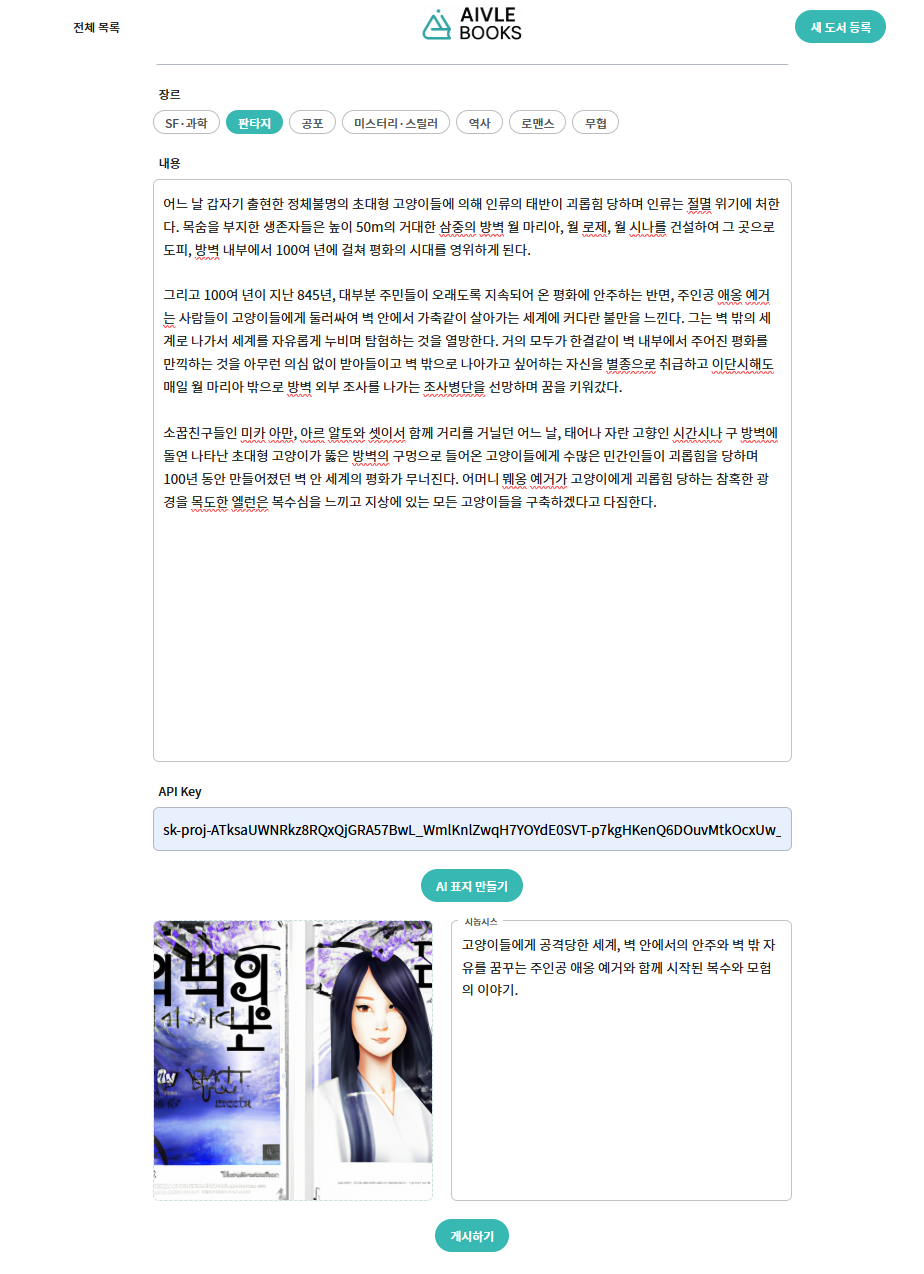 전체 목록
AIVLE
BOOKS
새 도서 등록
장르
SF·과학 판타지 공포 미스터리·스릴러 역사 로맨스 무협
내용
어느 날 갑자기 출현한 정체불명의 초대형 고양이들에 의해 인류의 태반이 괴롭힘 당하며 인류는 절멸 위기에 처한
다. 목숨을 부지한 생존자들은 높이 50m의 거대한 삼중의 방벽 월 마리아, 월 로제, 월 시나를 건설하여 그 곳으로
도피, 방벽 내부에서 100여 년에 걸쳐 평화의 시대를 영위하게 된다.
그리고 100여 년이 지난 845년, 대부분 주민들이 오래도록 지속되어 온 평화에 안주하는 반면, 주인공 애옹 예거
는 사람들이 고양이들에게 둘러싸여 벽 안에서 가축같이 살아가는 세계에 커다란 불만을 느낀다. 그는 벽 밖의 세
계로 나가서 세계를 자유롭게 누비며 탐험하는 것을 열망한다. 거의 모두가 한결같이 벽 내부에서 주어진 평화를
만끽하는 것을 아무런 의심 없이 받아들이고 벽 밖으로 나아가고 싶어하는 자신을 별종으로 취급하고 이단시해도
매일 월 마리아 밖으로 방벽 외부 조사를 나가는 조사병단을 선망하며 꿈을 키워갔다.
소꿉친구들인 미카 아만, 아르 알토와 셋이서 함께 거리를 거닐던 어느 날, 태어나 자란 고향인 시간시나 구 방벽에
돌연 나타난 초대형 고양이가 뚫은 방벽의 구멍으로 들어온 고양이들에게 수많은 민간인들이 괴롭힘을 당하며
100년 동안 만들어졌던 벽 안 세계의 평화가 무너진다. 어머니 뭬옹 예거가 고양이에게 괴롭힘 당하는 참혹한 광
경을 목도한 엘런은 복수심을 느끼고 지상에 있는 모든 고양이들을 구축하겠다고 다짐한다.
API Key
AI 표지 만들기
시놉시스
고양이들에게 공격당한 세계, 벽 안에서의 안주와 벽 밖 자
유를 꿈꾸는 주인공 애옹 예거와 함께 시작된 복수와 모험
의 이야기.
게시하기